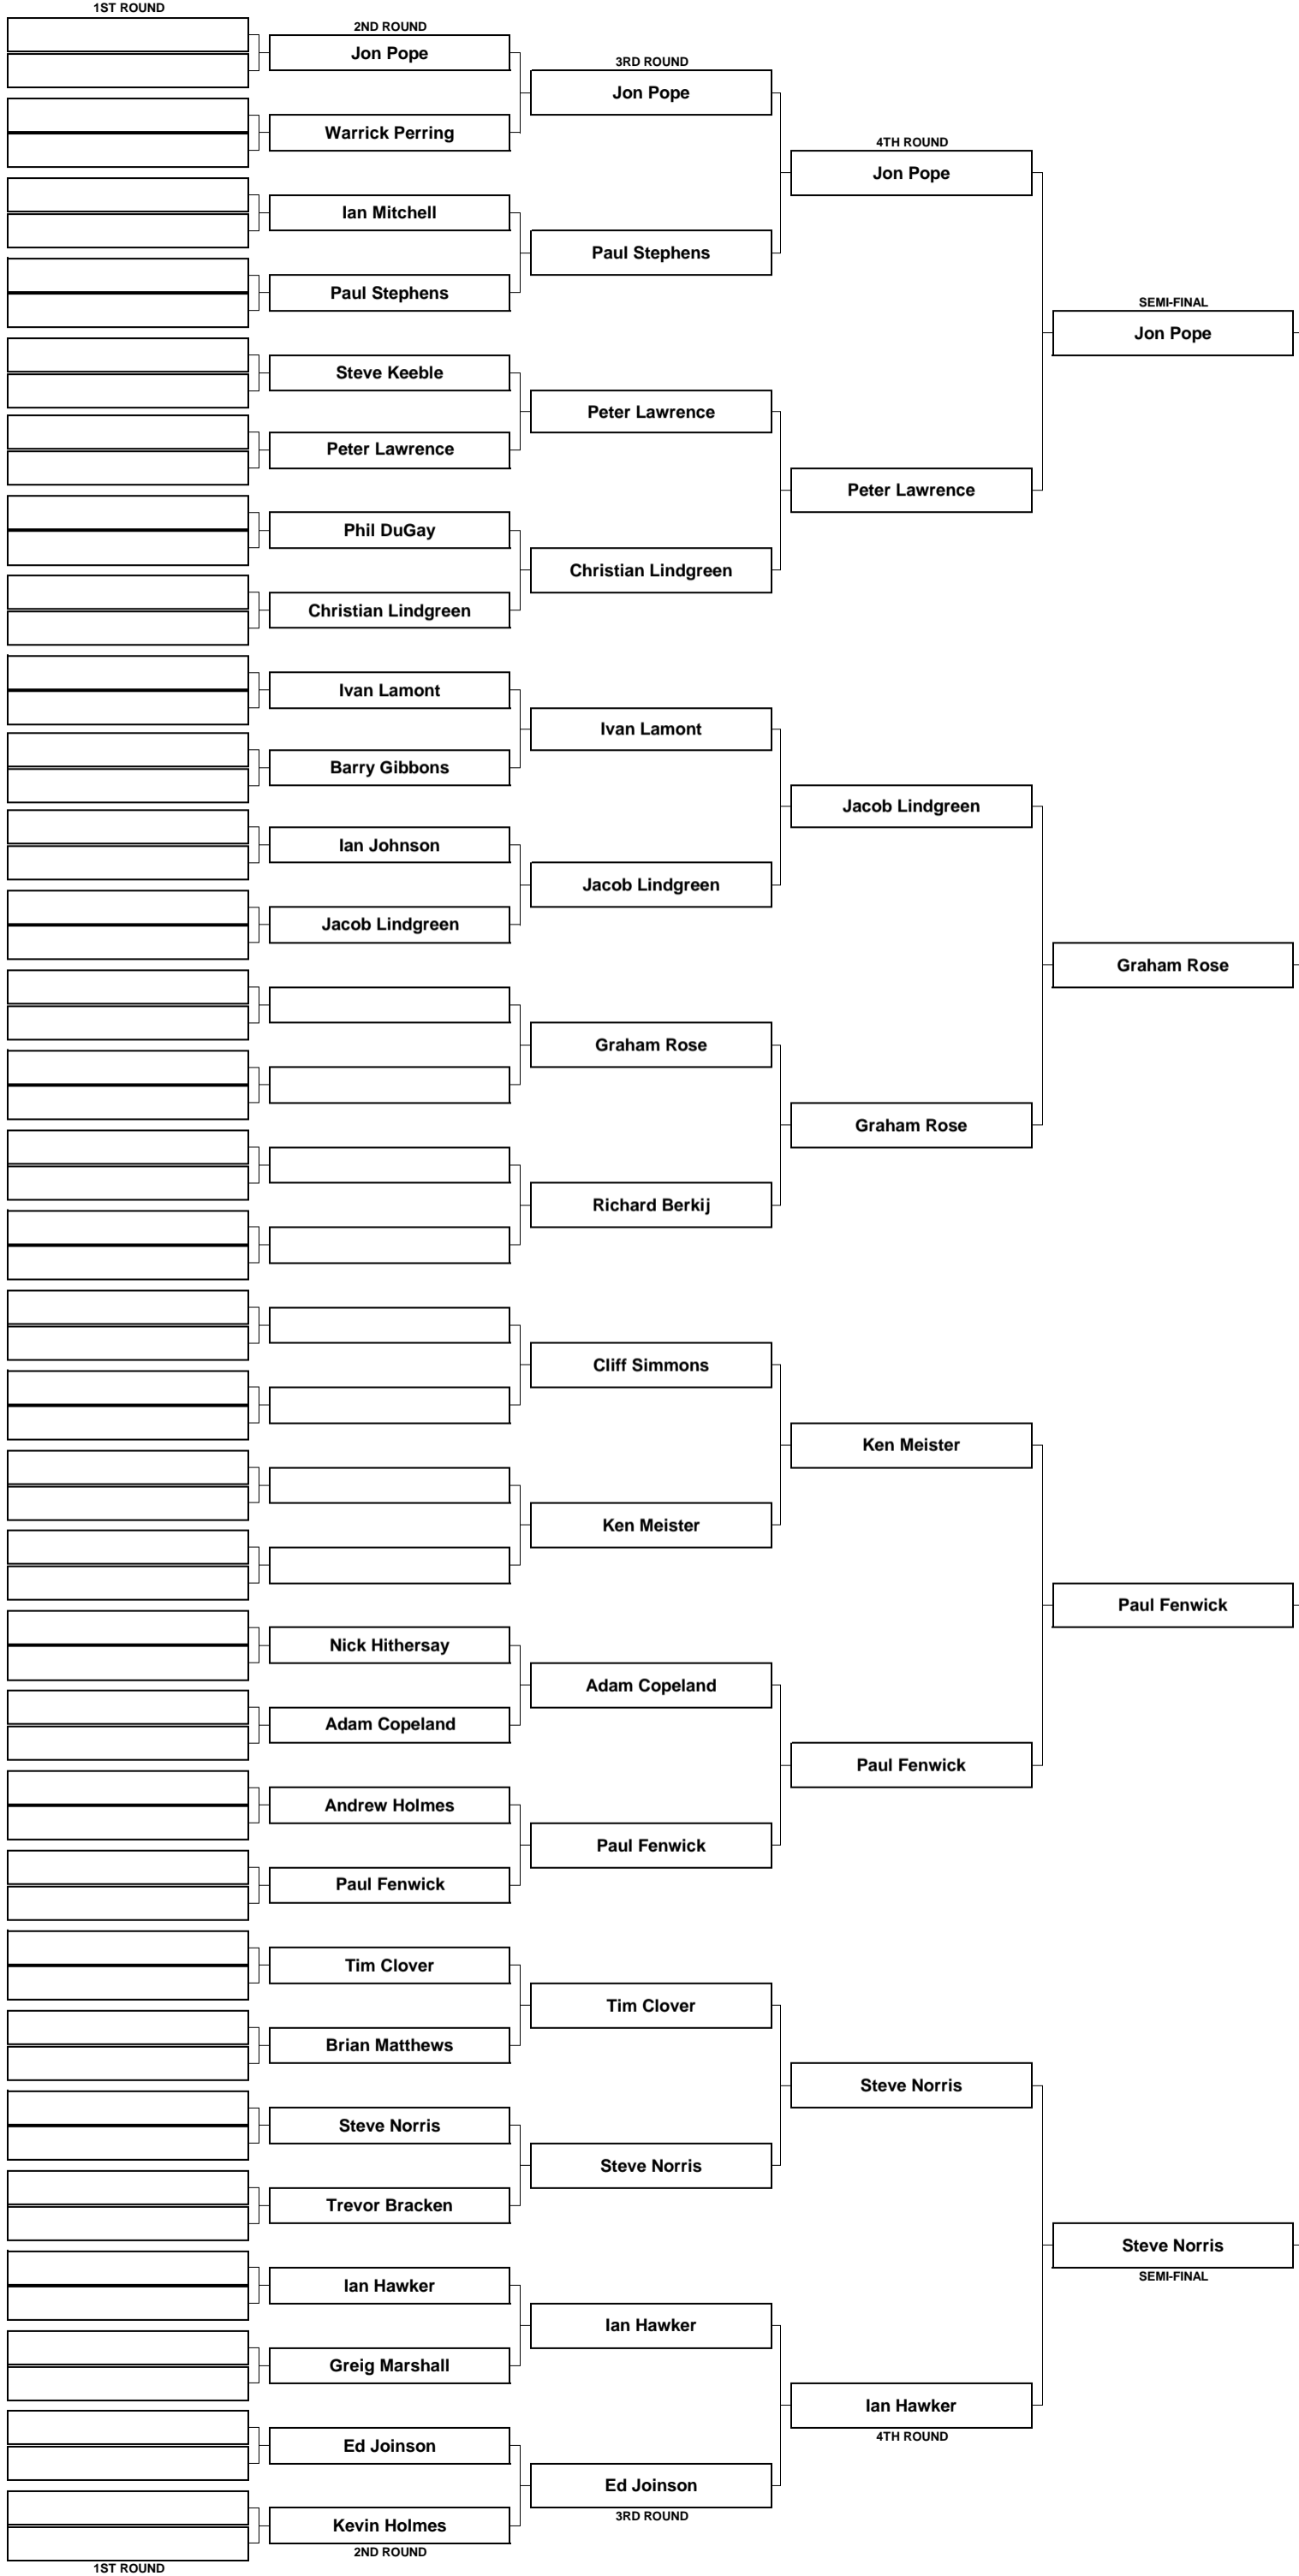 1ST ROUND
2ND ROUND
Jon Pope
3RD ROUND
Jon Pope
Warrick Perring
4TH ROUND
Jon Pope
Ian Mitchell
Paul Stephens
Paul Stephens
SEMI-FINAL
Jon Pope
Steve Keeble
Peter Lawrence
Peter Lawrence
Peter Lawrence
Phil DuGay
Christian Lindgreen
Christian Lindgreen
Ivan Lamont
Ivan Lamont
Barry Gibbons
Jacob Lindgreen
Ian Johnson
Jacob Lindgreen
Jacob Lindgreen
Graham Rose
Graham Rose
Graham Rose
Richard Berkij
Cliff Simmons
Ken Meister
Ken Meister
Paul Fenwick
Nick Hithersay
Adam Copeland
Adam Copeland
Paul Fenwick
Andrew Holmes
Paul Fenwick
Paul Fenwick
Tim Clover
Tim Clover
Brian Matthews
Steve Norris
Steve Norris
Steve Norris
Trevor Bracken
Steve Norris
SEMI-FINAL
Ian Hawker
Ian Hawker
Greig Marshall
Ian Hawker
4TH ROUND
Ed Joinson
Ed Joinson
3RD ROUND
Kevin Holmes
2ND ROUND
1ST ROUND